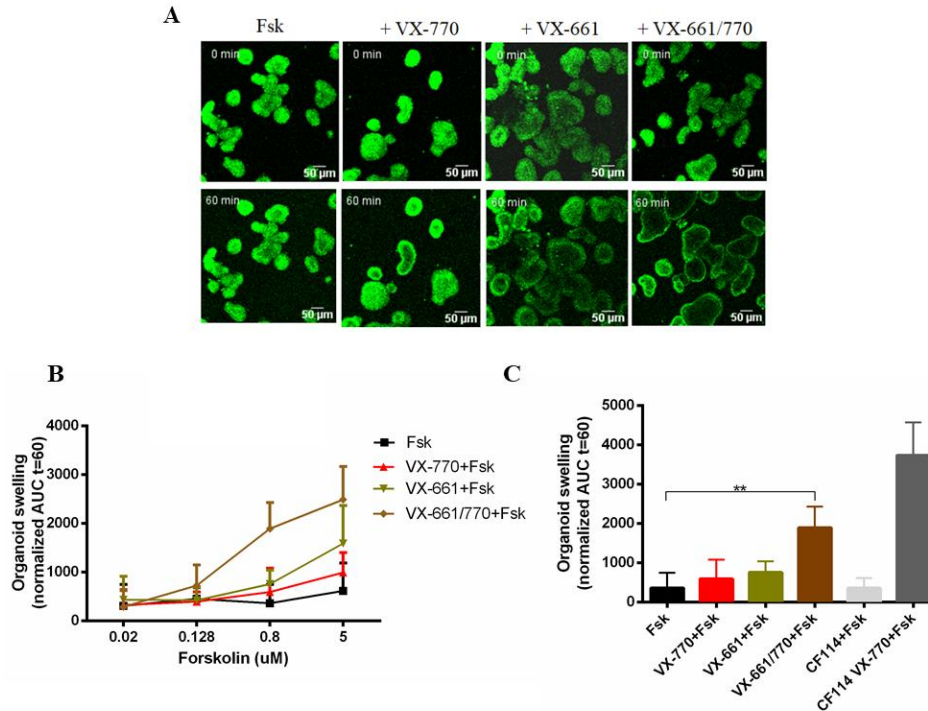 A
Fsk
+ VX-770
+ VX-661
+ VX-661/770
0 min
0 min
0 min
0 min
50 µm
50 µm
50 µm
50 µm
60 min
60 min
60 min
60 min
50 µm
50 µm
50 µm
50 µm
B
Organoid swelling
(normalized AUC t=60)
4000
3000
2000
1000
0
0.02
0.128
0.8
5
Forskolin (uM)
Fsk
VX-770+Fsk
VX-661+Fsk
VX-661/770+Fsk
C
Organoid swelling
(normalized AUC t=60)
5000
4000
3000
2000
1000
0
**
Fsk
VX-770+Fsk
VX-661+Fsk
VX-661/770+Fsk
CF114+Fsk
CF114 VX-770+Fsk